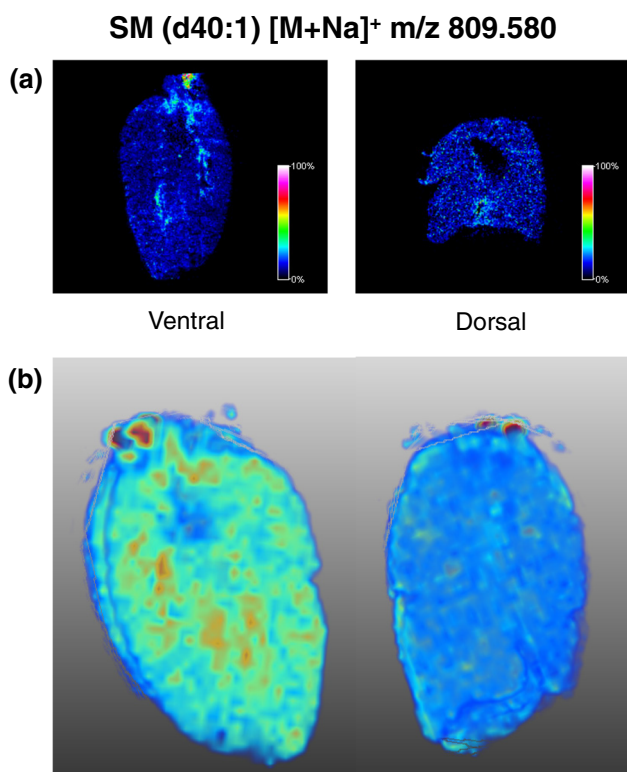 SM (d40:1) [M+Na]⁺ m/z 809.580
(a)
100%
0%
100%
0%
Ventral
Dorsal
(b)